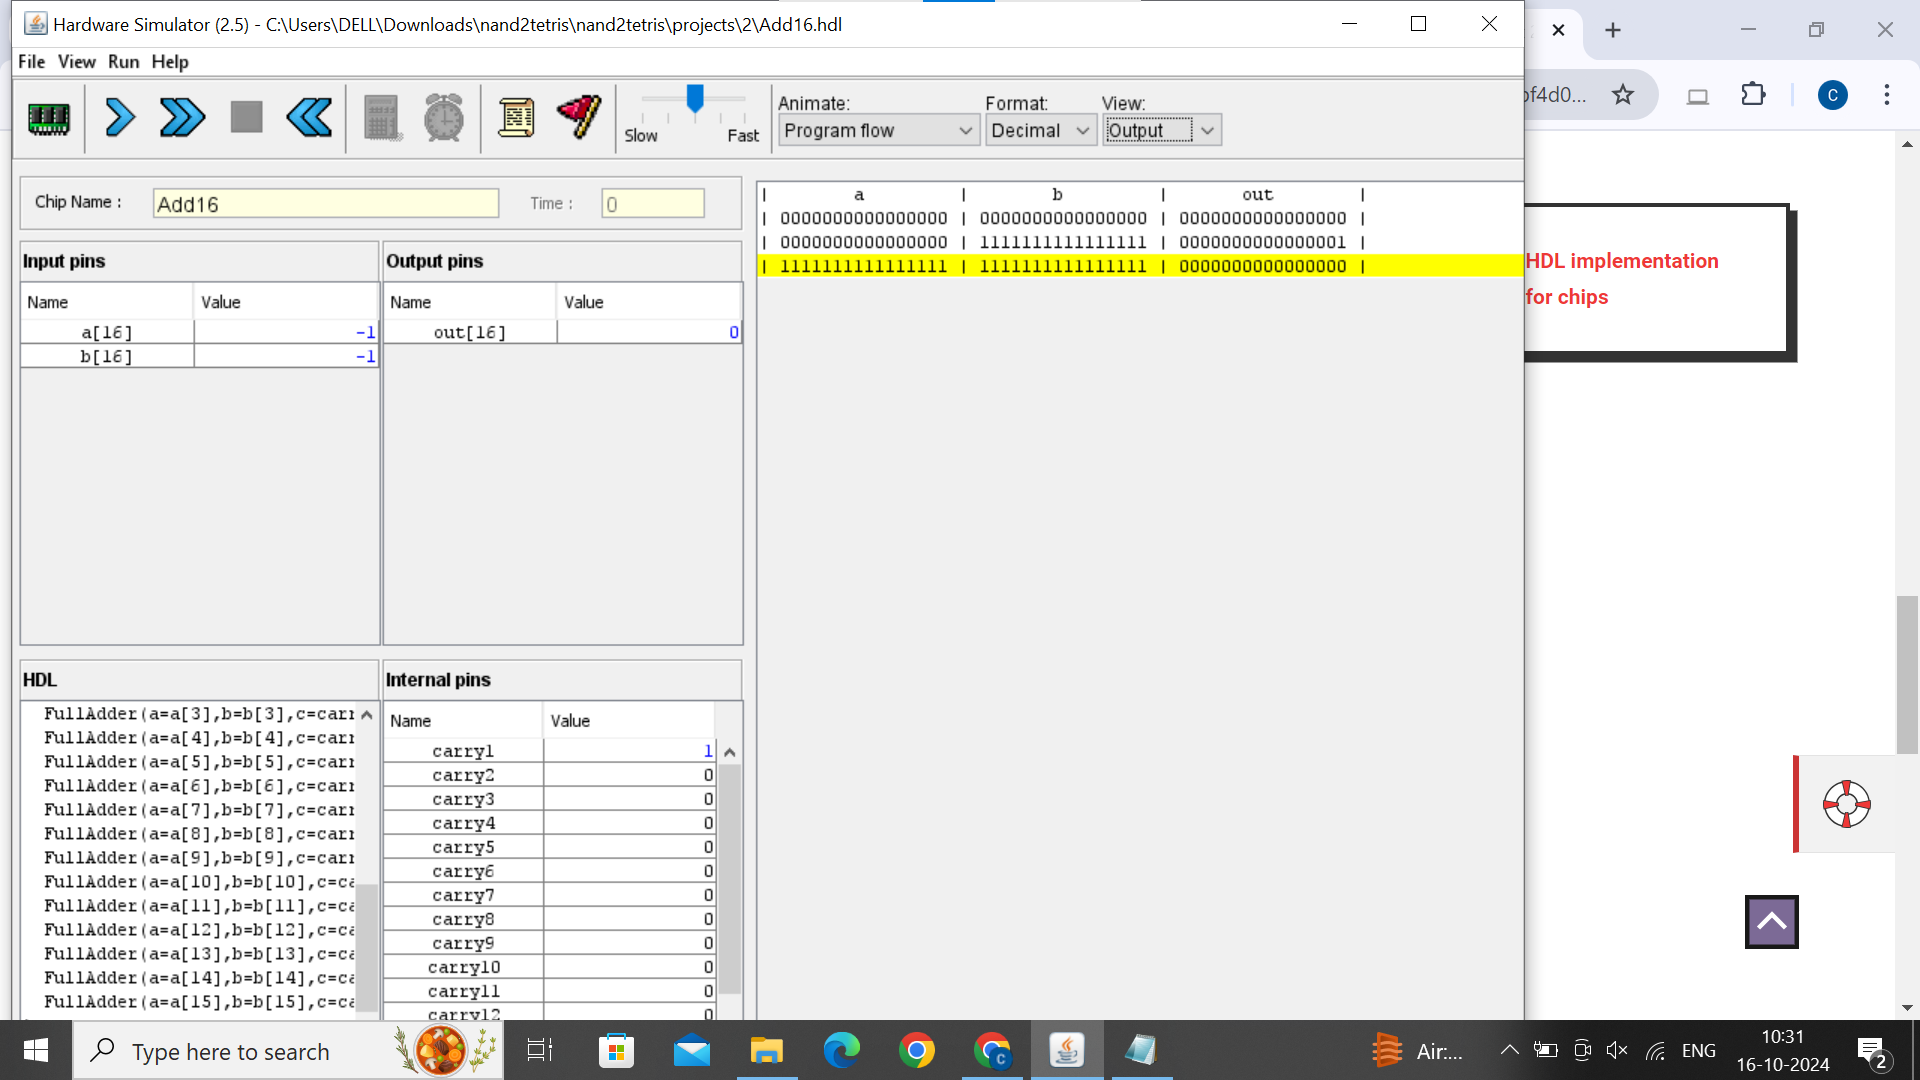 Hardware Simulator (2.5) - C:\Users\DELL\Downloads\nand2tetris\nand2tetris\projects\2\Add16.hdl
File View Run Help
Slow Fast
Animate: Format: View:
Program flow Decimal Output
Chip Name : Add16 Time : 0
Input pins
Name Value
a[16] -1
b[16] -1
Output pins
Name Value
out[16] 0
| a | b | out |
| 0000000000000000 | 0000000000000000 | 0000000000000000 |
| 0000000000000000 | 1111111111111111 | 0000000000000001 |
| 1111111111111111 | 1111111111111111 | 0000000000000000 |
HDL
FullAdder(a=a[3],b=b[3],c=carr
FullAdder(a=a[4],b=b[4],c=carr
FullAdder(a=a[5],b=b[5],c=carr
FullAdder(a=a[6],b=b[6],c=carr
FullAdder(a=a[7],b=b[7],c=carr
FullAdder(a=a[8],b=b[8],c=carr
FullAdder(a=a[9],b=b[9],c=carr
FullAdder(a=a[10],b=b[10],c=ca
FullAdder(a=a[11],b=b[11],c=ca
FullAdder(a=a[12],b=b[12],c=ca
FullAdder(a=a[13],b=b[13],c=ca
FullAdder(a=a[14],b=b[14],c=ca
FullAdder(a=a[15],b=b[15],c=ca
Internal pins
Name Value
carry1 1
carry2 0
carry3 0
carry4 0
carry5 0
carry6 0
carry7 0
carry8 0
carry9 0
carry10 0
carry11 0
carry12 0
bf4d0...
C
HDL implementation
for chips
Type here to search
C
Air:...
ENG
10:31
16-10-2024
2